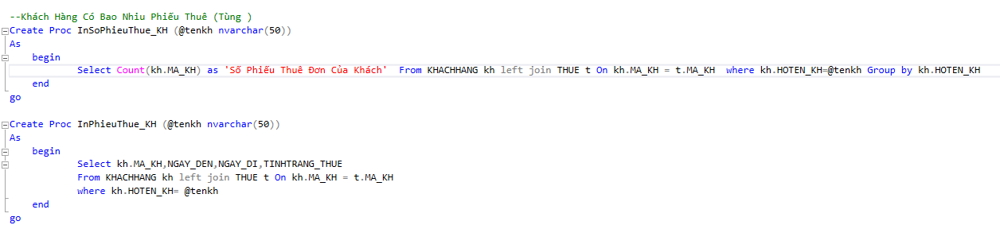 --Khách Hàng Có Bao Nhiu Phiếu Thuê (Tùng )
Create Proc InSoPhieuThue_KH (@tenkh nvarchar(50))
As
begin
Select Count(kh.MA_KH) as 'Số Phiếu Thuê Đơn Của Khách'  From KHACHHANG kh left join THUE t On kh.MA_KH = t.MA_KH  where kh.HOTEN_KH=@tenkh Group by kh.HOTEN_KH
end
go
Create Proc InPhieuThue_KH (@tenkh nvarchar(50))
As
begin
Select kh.MA_KH,NGAY_DEN,NGAY_DI,TINHTRANG_THUE
From KHACHHANG kh left join THUE t On kh.MA_KH = t.MA_KH
where kh.HOTEN_KH= @tenkh
end
go